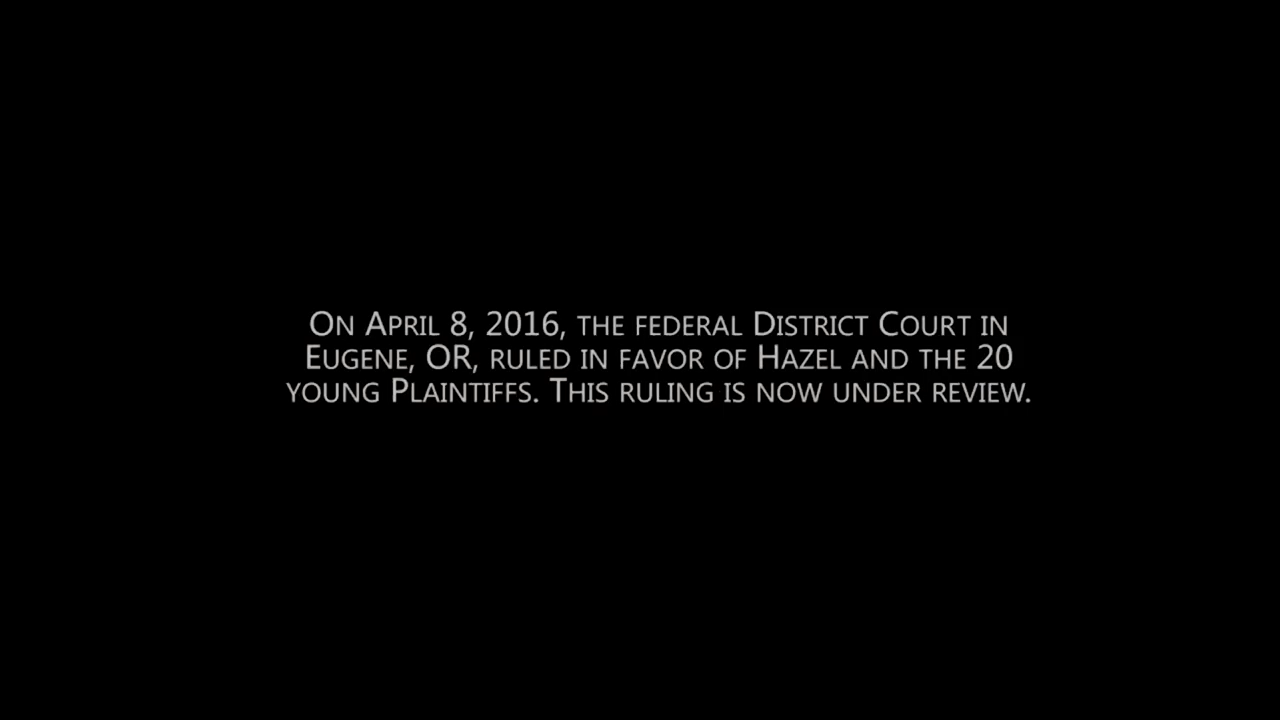 On April 8, 2016, the federal District Court in
Eugene, OR, ruled in favor of Hazel and the 20
young Plaintiffs. This ruling is now under review.